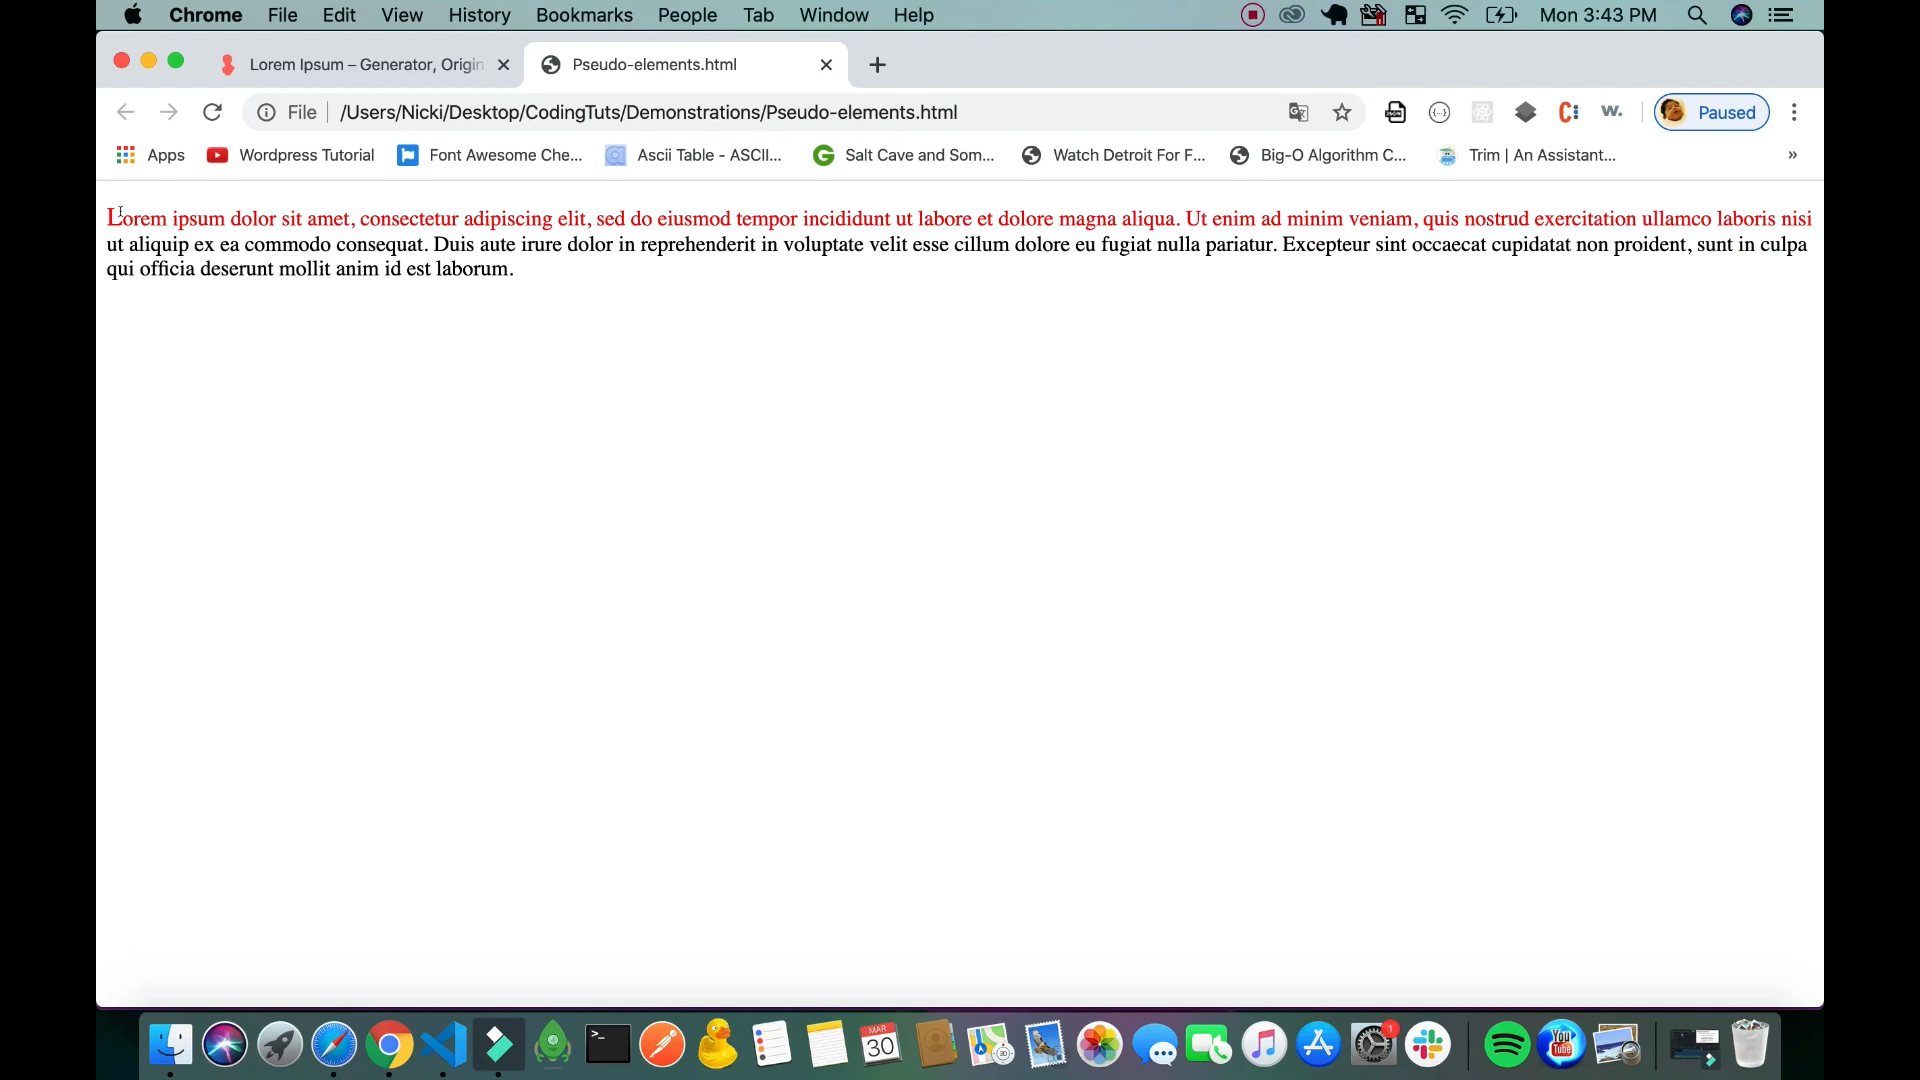 Chrome File Edit View History Bookmarks People Tab Window Help Mon 3:43 PM
Lorem Ipsum – Generator, Origin Pseudo-elements.html
File /Users/Nicki/Desktop/CodingTuts/Demonstrations/Pseudo-elements.html Paused
Apps Wordpress Tutorial Font Awesome Che... Ascii Table - ASCII... Salt Cave and Som... Watch Detroit For F... Big-O Algorithm C... Trim | An Assistant... »
Lorem ipsum dolor sit amet, consectetur adipiscing elit, sed do eiusmod tempor incididunt ut labore et dolore magna aliqua. Ut enim ad minim veniam, quis nostrud exercitation ullamco laboris nisi
ut aliquip ex ea commodo consequat. Duis aute irure dolor in reprehenderit in voluptate velit esse cillum dolore eu fugiat nulla pariatur. Excepteur sint occaecat cupidatat non proident, sunt in culpa
qui officia deserunt mollit anim id est laborum.
MAR
30
1
You
Tube